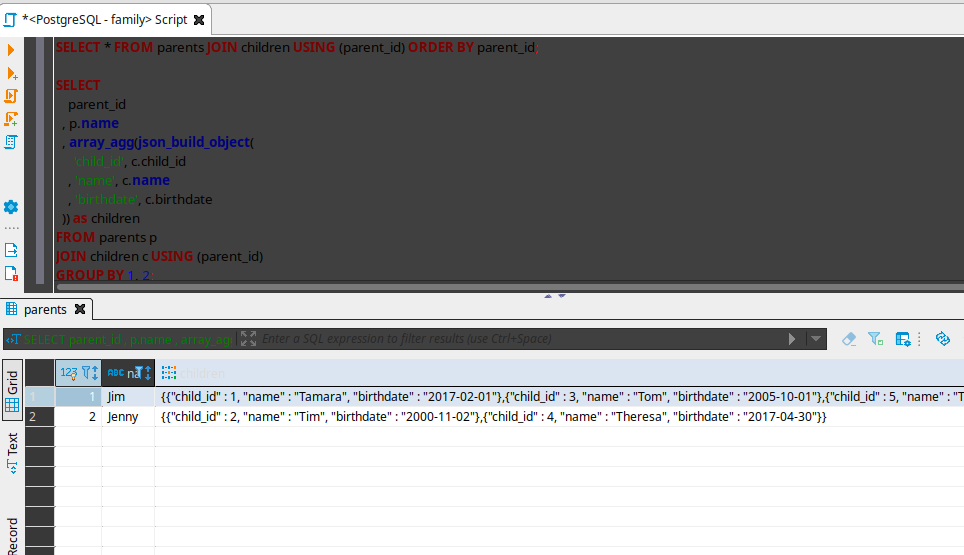 *<PostgreSQL - family> Script
SELECT * FROM parents JOIN children USING (parent_id) ORDER BY parent_id;
SELECT
parent_id
, p.name
, array_agg(json_build_object(
'child_id', c.child_id
, 'name', c.name
, 'birthdate', c.birthdate
)) as children
FROM parents p
JOIN children c USING (parent_id)
GROUP BY 1, 2
parents
SELECT parent_id , p.name , array_agg
Enter a SQL expression to filter results (use Ctrl+Space)
Grid
Text
Record
123
ABC na
children
1 1 Jim {{"child_id" : 1, "name" : "Tamara", "birthdate" : "2017-02-01"},{"child_id" : 3, "name" : "Tom", "birthdate" : "2005-10-01"},{"child_id" : 5, "name" : "T
2 2 Jenny {{"child_id" : 2, "name" : "Tim", "birthdate" : "2000-11-02"},{"child_id" : 4, "name" : "Theresa", "birthdate" : "2017-04-30"}}